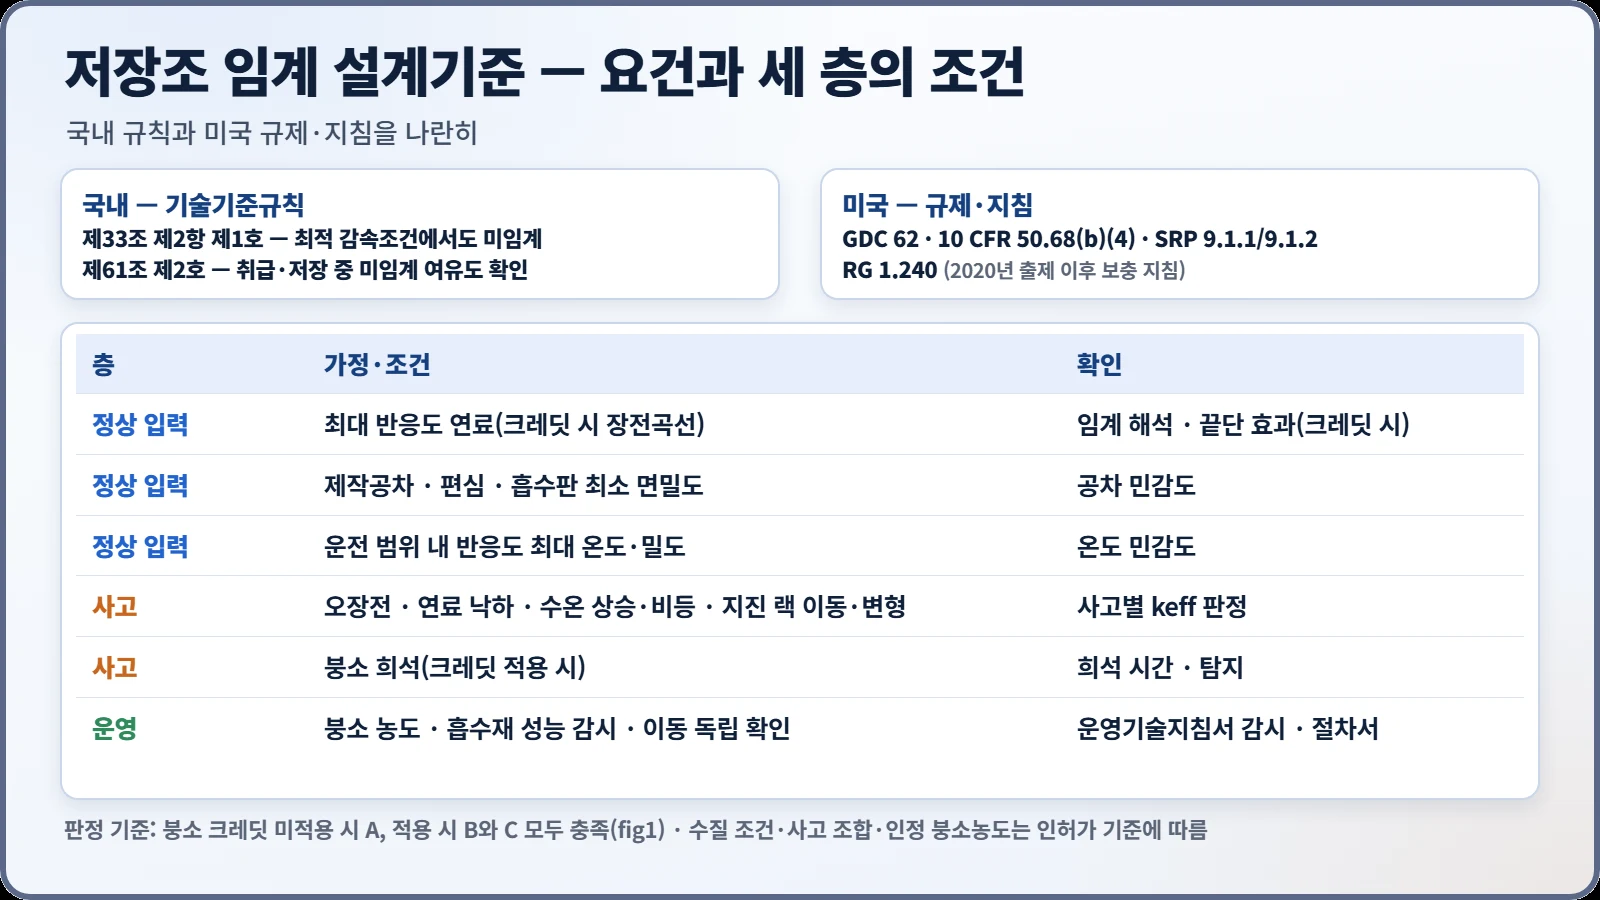 저장조 임계 설계기준 — 요건과 세 층의 조건
국내 규칙과 미국 규제·지침을 나란히
국내 — 기술기준규칙
제33조 제2항 제1호 — 최적 감속조건에서도 미임계
제61조 제2호 — 취급·저장 중 미임계 여유도 확인
미국 — 규제·지침
GDC 62 · 10 CFR 50.68(b)(4) · SRP 9.1.1/9.1.2
RG 1.240 (2020년 출제 이후 보충 지침)
층 가정·조건 확인
정상 입력 최대 반응도 연료(크레딧 시 장전곡선) 임계 해석 · 끝단 효과(크레딧 시)
정상 입력 제작공차 · 편심 · 흡수판 최소 면밀도 공차 민감도
정상 입력 운전 범위 내 반응도 최대 온도·밀도 온도 민감도
사고 오장전 · 연료 낙하 · 수온 상승·비등 · 지진 랙 이동·변형 사고별 keff 판정
사고 붕소 희석(크레딧 적용 시) 희석 시간 · 탐지
운영 붕소 농도 · 흡수재 성능 감시 · 이동 독립 확인 운영기술지침서 감시 · 절차서
판정 기준: 붕소 크레딧 미적용 시 A, 적용 시 B와 C 모두 충족(fig1) · 수질 조건·사고 조합·인정 붕소농도는 인허가 기준에 따름